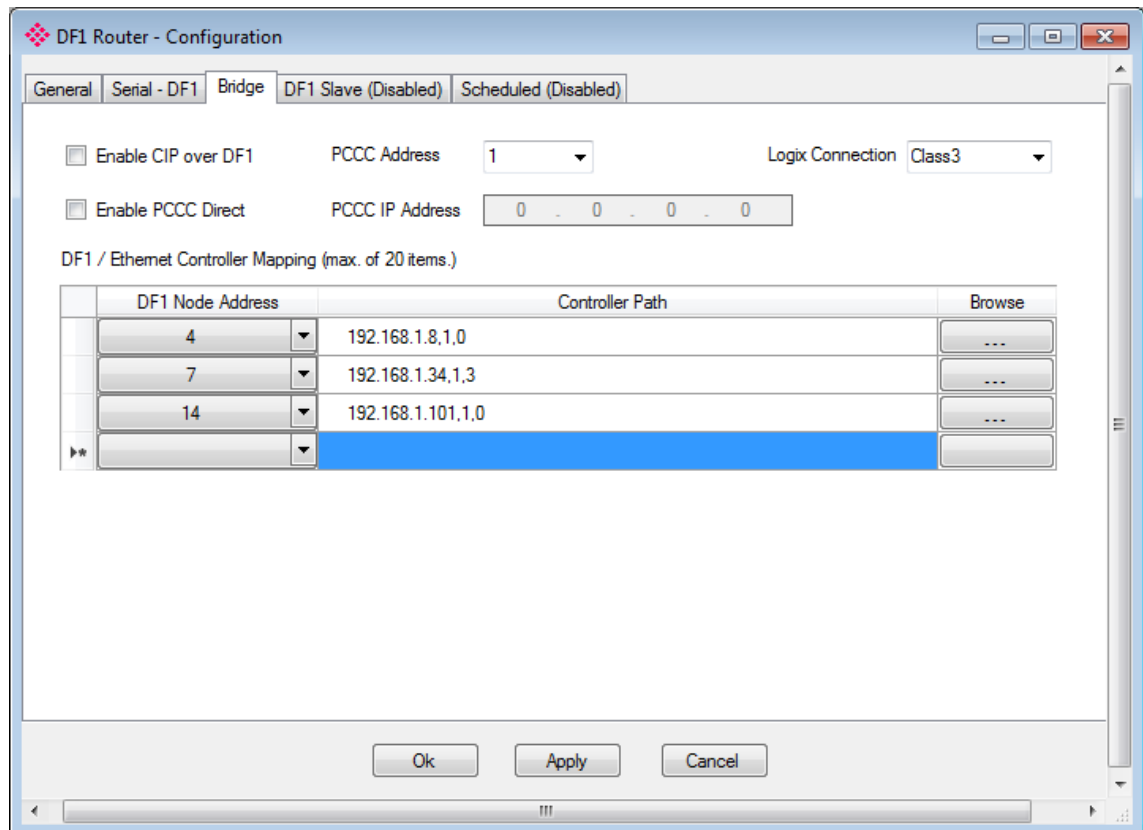 DF1 Router - Configuration
General Serial - DF1 Bridge DF1 Slave (Disabled) Scheduled (Disabled)
Enable CIP over DF1 PCCC Address 1 Logix Connection Class3
Enable PCCC Direct PCCC IP Address 0 . 0 . 0 . 0
DF1 / Ethernet Controller Mapping (max. of 20 items.)
DF1 Node Address Controller Path Browse
4 192.168.1.8,1,0 ...
7 192.168.1.34,1,3 ...
14 192.168.1.101,1,0 ...
Ok Apply Cancel